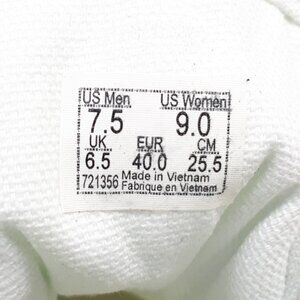 US Men US Women
7.5 9.0
UK EUR CM
6.5 40.0 25.5
721356 Made in Vietnam
Fabrique en Vietnam